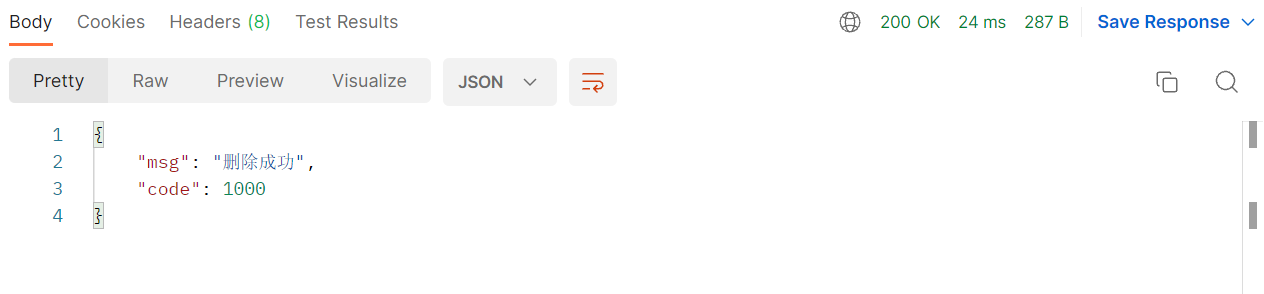 Body Cookies Headers (8) Test Results 200 OK 24 ms 287 B Save Response
Pretty Raw Preview Visualize JSON
1 {
2 "msg": "删除成功",
3 "code": 1000
4 }